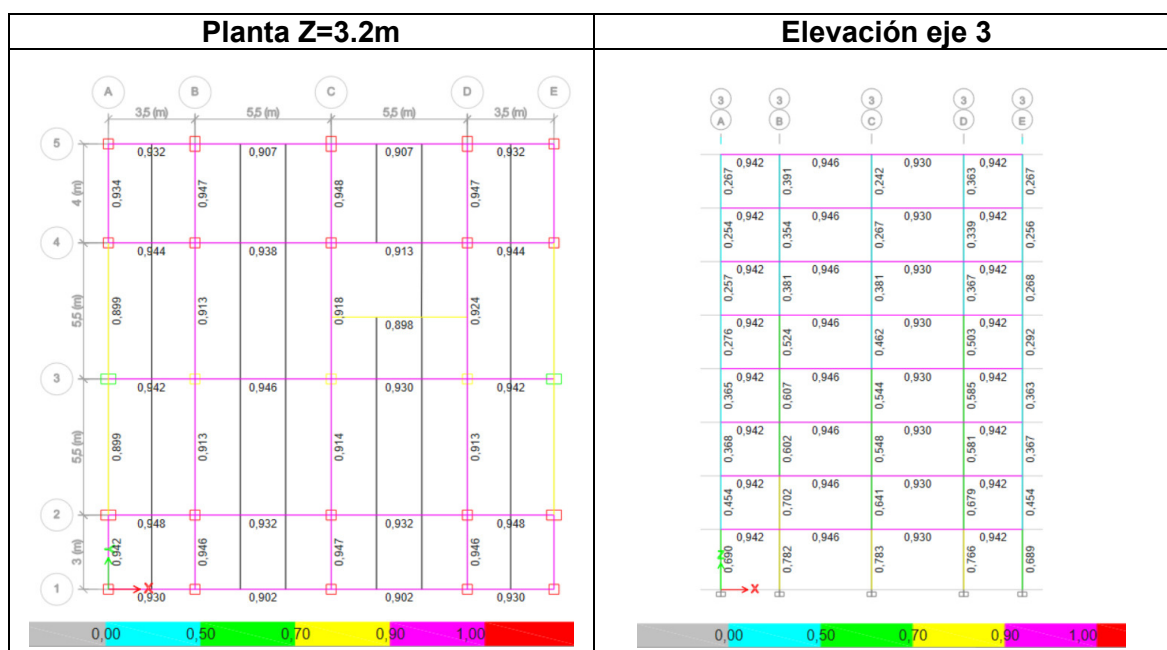 Planta Z=3.2m
Elevación eje 3
A B C D E
3,5 (m) 5,5 (m) 5,5 (m) 3,5 (m)
5
0,932 0,907 0,907 0,932
4 (m) 0,934 0,947 0,948 0,947
4
0,944 0,938 0,913 0,944
5,5 (m) 0,899 0,913 0,918 0,924
0,898
3
0,942 0,946 0,930 0,942
5,5 (m) 0,899 0,913 0,914 0,913
2
0,948 0,932 0,932 0,948
3 (m) 0,942 0,946 0,947 0,946
1
X
0,930 0,902 0,902 0,930
0,00 0,50 0,70 0,90 1,00
3 3 3 3 3
A B C D E
0,942 0,946 0,930 0,942
0,267 0,391 0,242 0,363 0,267
0,942 0,946 0,930 0,942
0,254 0,354 0,267 0,339 0,256
0,942 0,946 0,930 0,942
0,257 0,381 0,381 0,367 0,268
0,942 0,946 0,930 0,942
0,276 0,524 0,462 0,503 0,292
0,942 0,946 0,930 0,942
0,365 0,607 0,544 0,585 0,363
0,942 0,946 0,930 0,942
0,368 0,602 0,548 0,581 0,367
0,942 0,946 0,930 0,942
0,454 0,702 0,641 0,679 0,454
0,942 0,946 0,930 0,942
Z
0,690 0,782 0,783 0,766 0,689
X
0,00 0,50 0,70 0,90 1,00